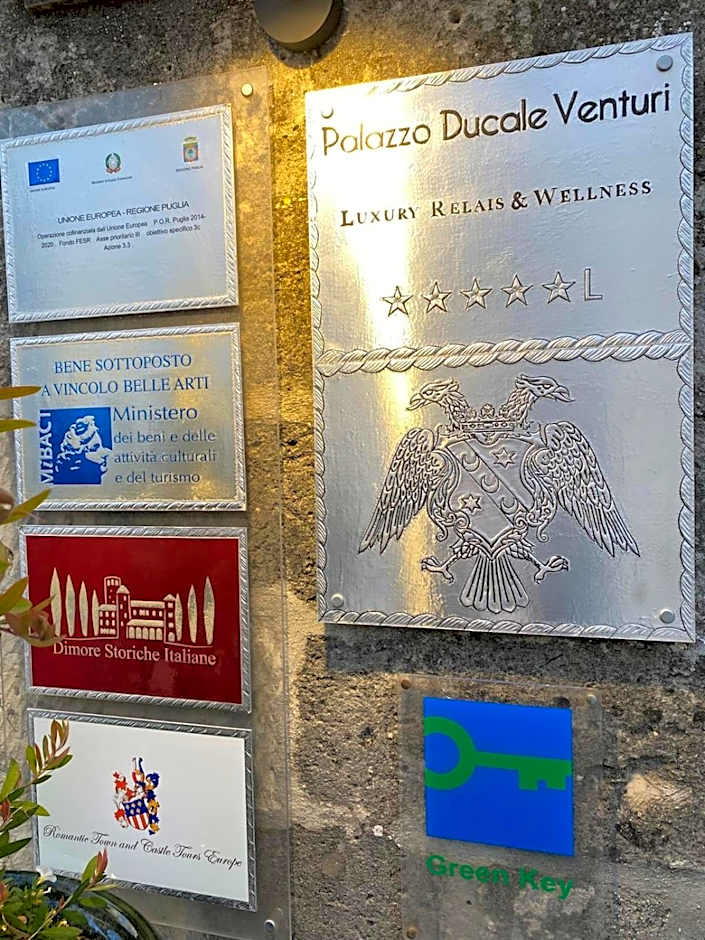 UNIONE EUROPEA - REGIONE PUGLIA
Operazione cofinanziata dall'Unione Europea P.O.R. Puglia 2014-
2020 Fondo FESR Asse prioritario III obiettivo specifico 3c
Azione 3.3
BENE SOTTOPOSTO
A VINCOLO BELLE ARTI
MiBACT
Ministero
dei beni e delle
attività culturali
e del turismo
Dimore Storiche Italiane
Romantic Town and Castle Tours Europe
Palazzo Ducale Venturi
LUXURY RELAIS & WELLNESS
L
Green Key